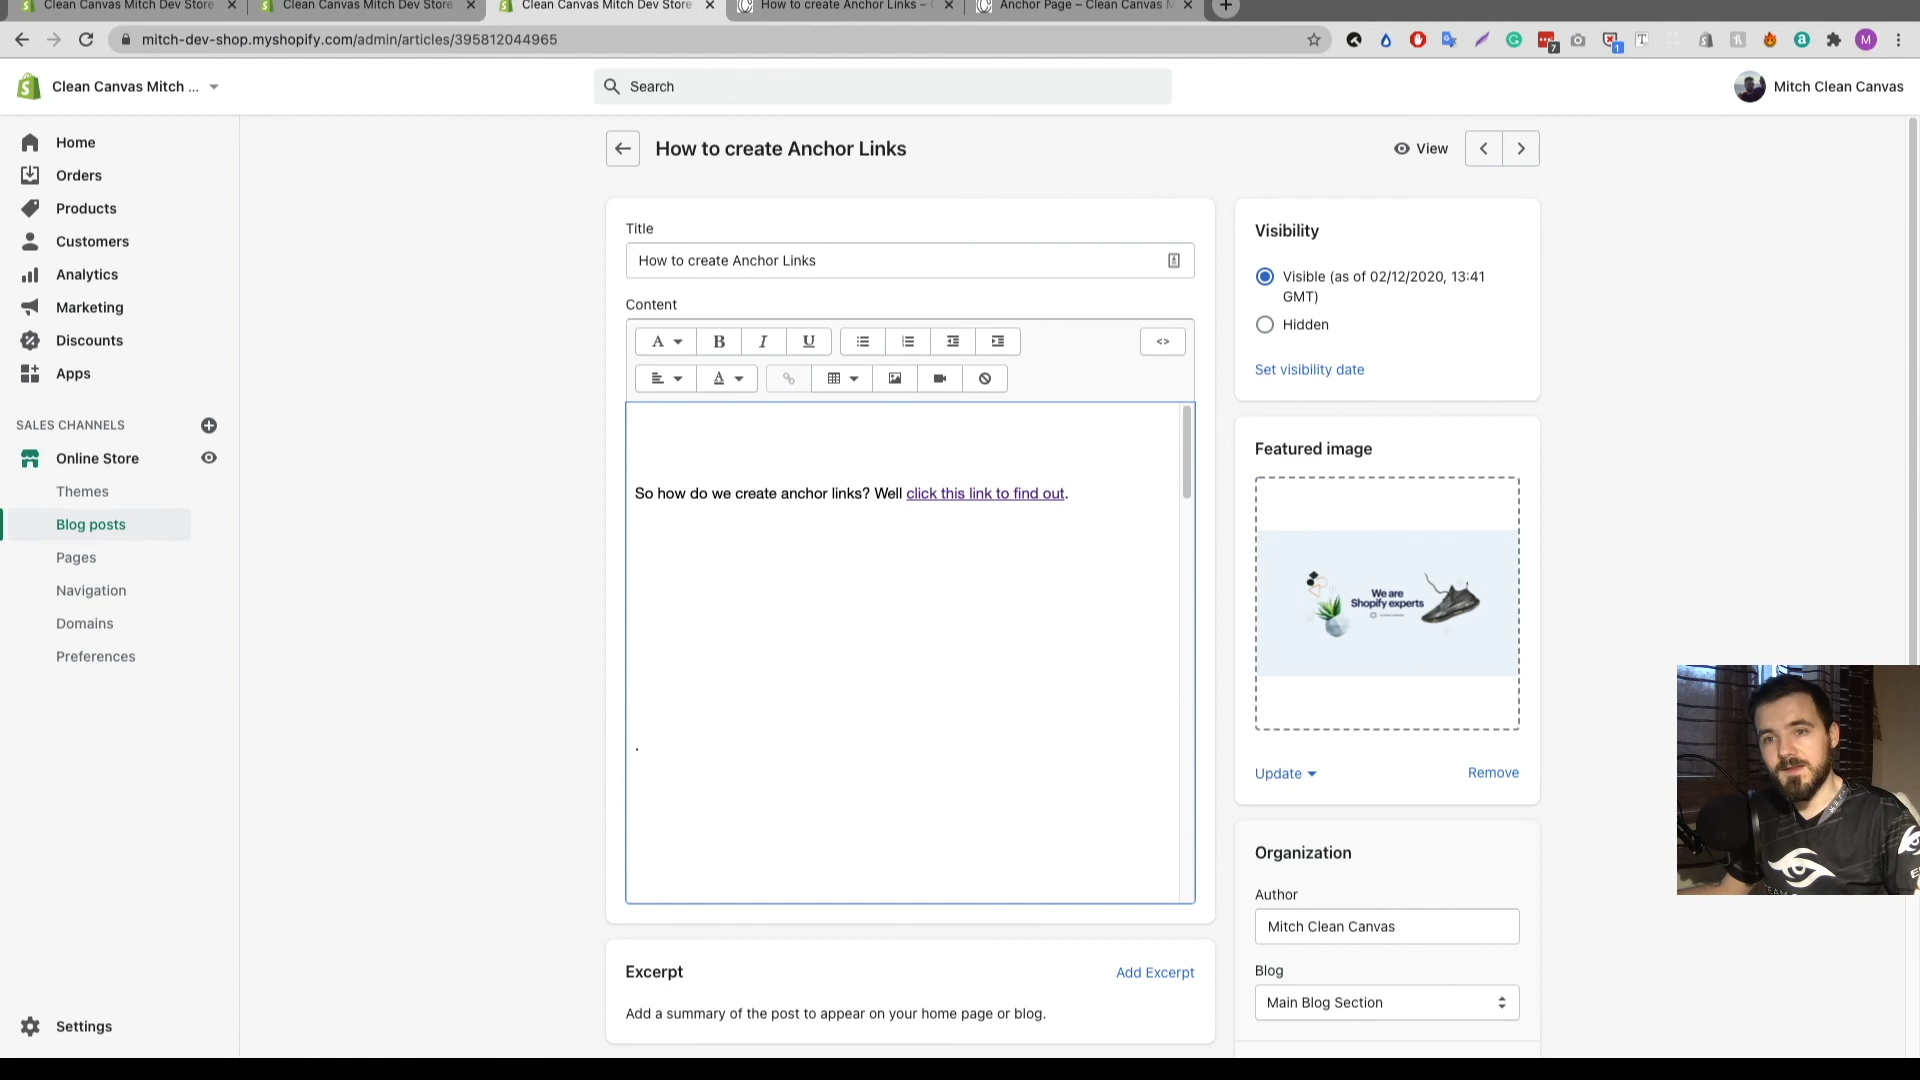 Clean Canvas Mitch Dev Store
Clean Canvas Mitch Dev Store
Clean Canvas Mitch Dev Store
How to create Anchor Links –
Anchor Page – Clean Canvas M
mitch-dev-shop.myshopify.com/admin/articles/395812044965
7
1
M
Clean Canvas Mitch ...
Search
Mitch Clean Canvas
Home
Orders
Products
Customers
Analytics
Marketing
Discounts
Apps
SALES CHANNELS
Online Store
Themes
Blog posts
Pages
Navigation
Domains
Preferences
Settings
How to create Anchor Links
View
Title
How to create Anchor Links
Content
A
B
I
U
<>
A
So how do we create anchor links? Well click this link to find out.
.
Excerpt
Add Excerpt
Add a summary of the post to appear on your home page or blog.
Visibility
Visible (as of 02/12/2020, 13:41
GMT)
Hidden
Set visibility date
Featured image
We are
Shopify experts
Update
Remove
Organization
Author
Mitch Clean Canvas
Blog
Main Blog Section